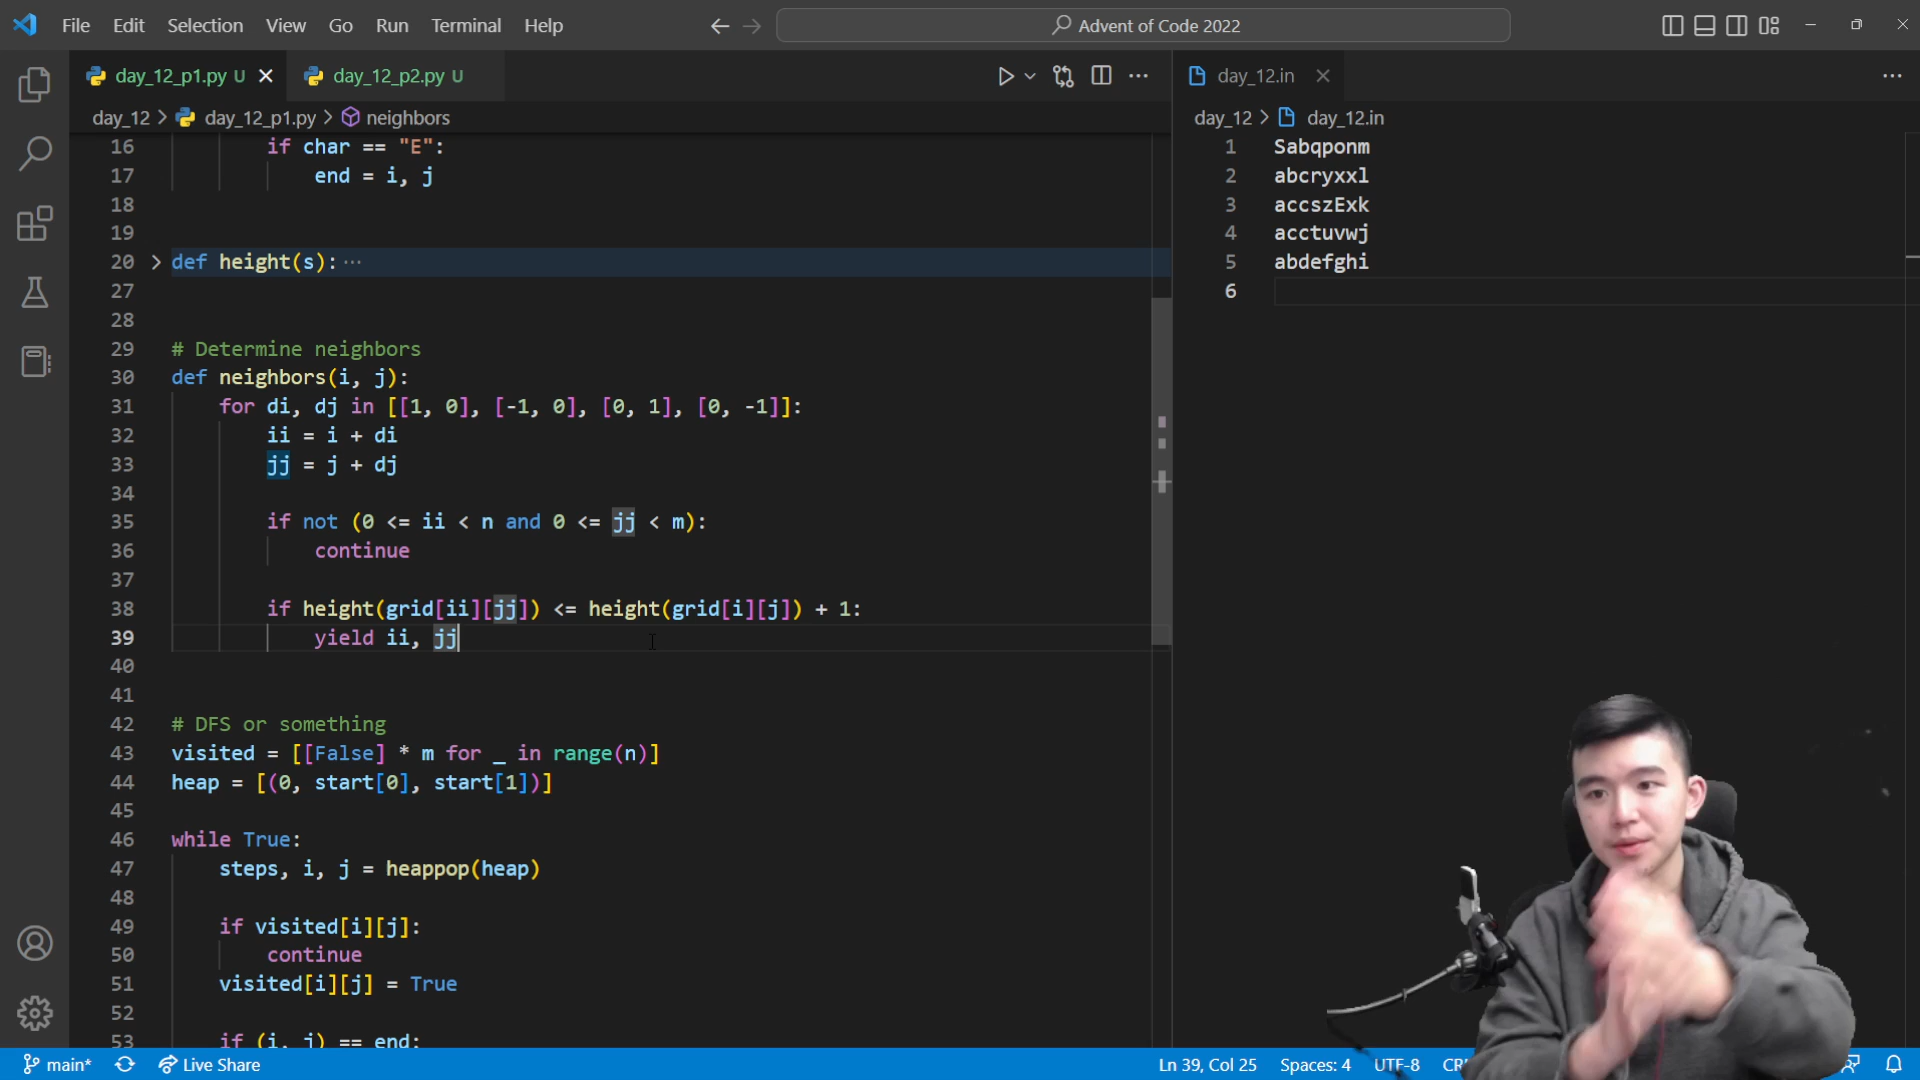 File Edit Selection View Go Run Terminal Help
Advent of Code 2022
day_12_p1.py U
day_12_p2.py U
day_12 > day_12_p1.py > neighbors
16 if char == "E":
17 end = i, j
18
19
20 def height(s): ···
27
28
29 # Determine neighbors
30 def neighbors(i, j):
31 for di, dj in [[1, 0], [-1, 0], [0, 1], [0, -1]]:
32 ii = i + di
33 jj = j + dj
34
35 if not (0 <= ii < n and 0 <= jj < m):
36 continue
37
38 if height(grid[ii][jj]) <= height(grid[i][j]) + 1:
39 yield ii, jj
40
41
42 # DFS or something
43 visited = [[False] * m for _ in range(n)]
44 heap = [(0, start[0], start[1])]
45
46 while True:
47 steps, i, j = heappop(heap)
48
49 if visited[i][j]:
50 continue
51 visited[i][j] = True
52
53 if (i, j) == end:
day_12.in
day_12 > day_12.in
1 Sabqponm
2 abcryxxl
3 accszExk
4 acctuvwj
5 abdefghi
6
main* Live Share
Ln 39, Col 25 Spaces: 4 UTF-8